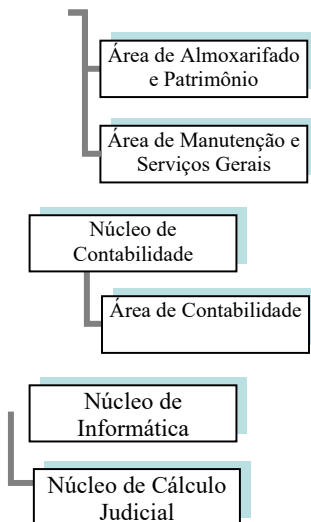 Área de Almoxarifado
e Patrimônio
Área de Manutenção e
Serviços Gerais
Núcleo de
Contabilidade
Área de Contabilidade
Núcleo de
Informática
Núcleo de Cálculo
Judicial